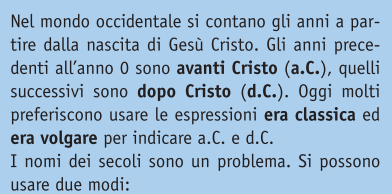 Nel mondo occidentale si contano gli anni a par-
tire dalla nascita di Gesù Cristo. Gli anni prece-
denti all'anno 0 sono avanti Cristo (a.C.), quelli
successivi sono dopo Cristo (d.C.). Oggi molti
preferiscono usare le espressioni era classica ed
era volgare per indicare a.C. e d.C.
I nomi dei secoli sono un problema. Si possono
usare due modi: